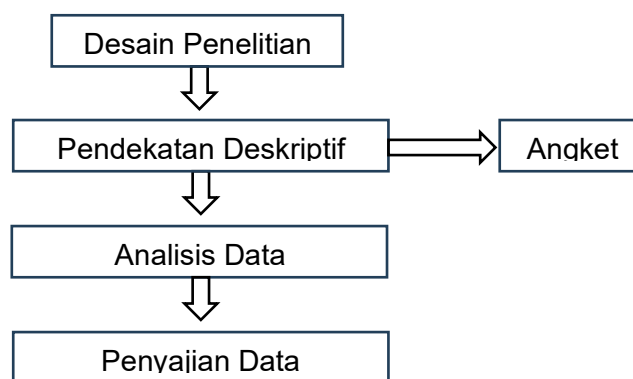 Desain Penelitian
Pendekatan Deskriptif
Angket
Analisis Data
Penyajian Data